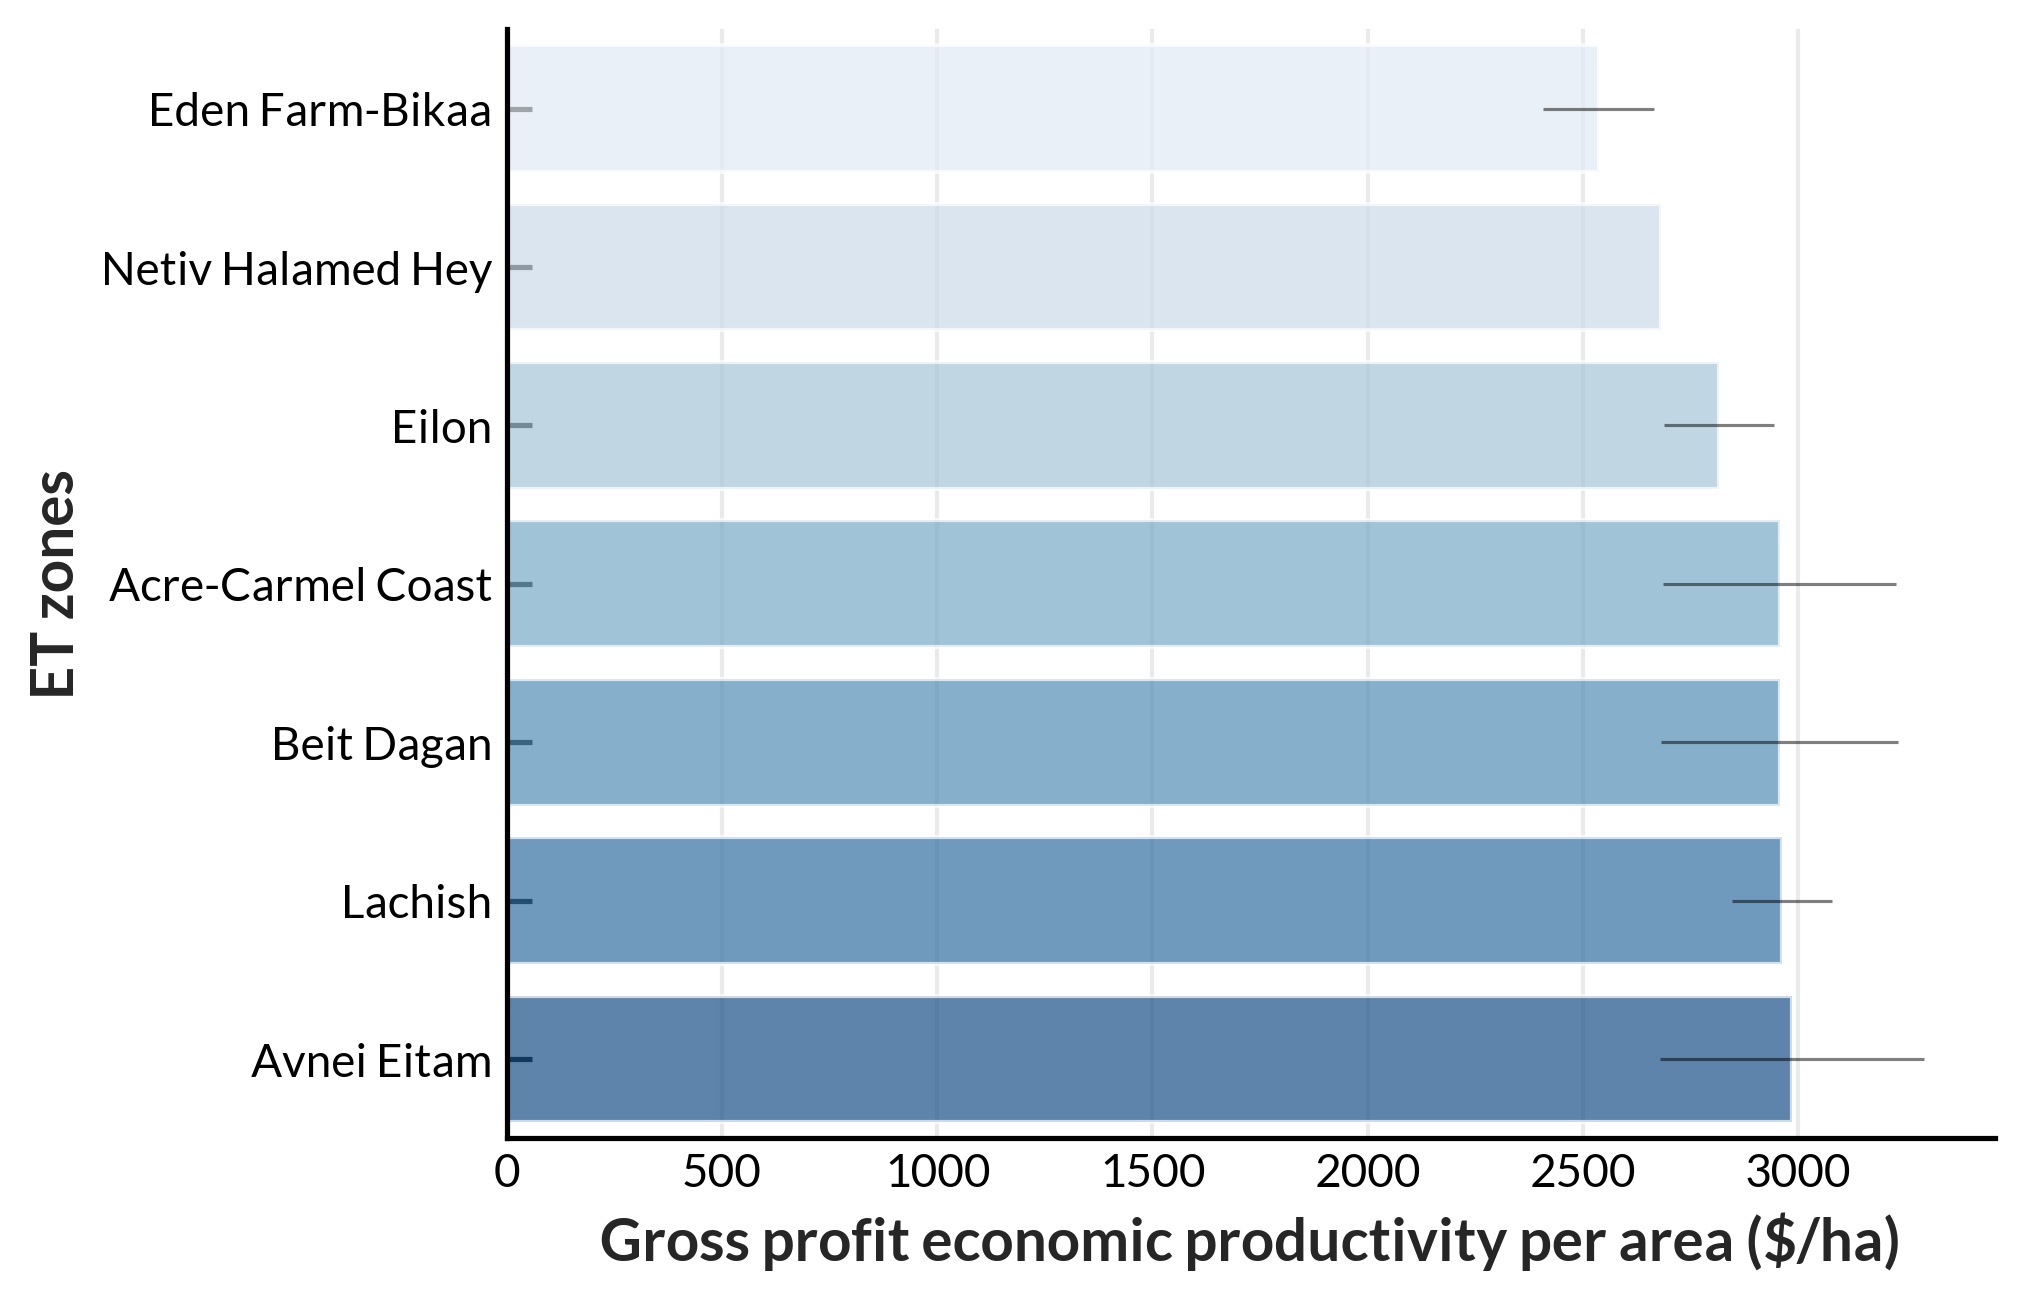 ET zones
Eden Farm-Bikaa
Netiv Halamed Hey
Eilon
Acre-Carmel Coast
Beit Dagan
Lachish
Avnei Eitam
0 500 1000 1500 2000 2500 3000
Gross profit economic productivity per area ($/ha)